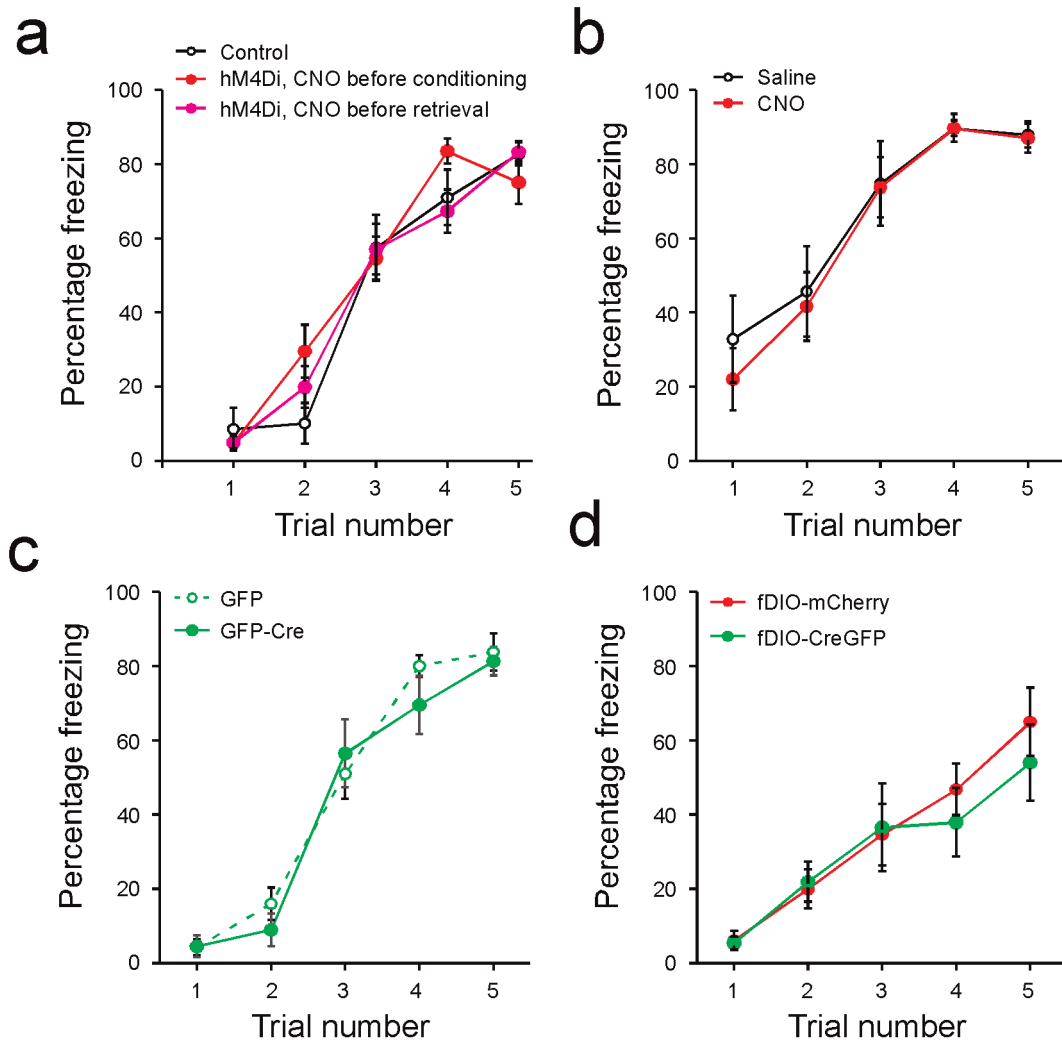 a
Control
hM4Di, CNO before conditioning
hM4Di, CNO before retrieval
Percentage freezing
100
80
60
40
20
0
1 2 3 4 5
Trial number
b
Saline
CNO
Percentage freezing
100
80
60
40
20
0
1 2 3 4 5
Trial number
c
GFP
GFP-Cre
Percentage freezing
100
80
60
40
20
0
1 2 3 4 5
Trial number
d
fDIO-mCherry
fDIO-CreGFP
Percentage freezing
100
80
60
40
20
0
1 2 3 4 5
Trial number